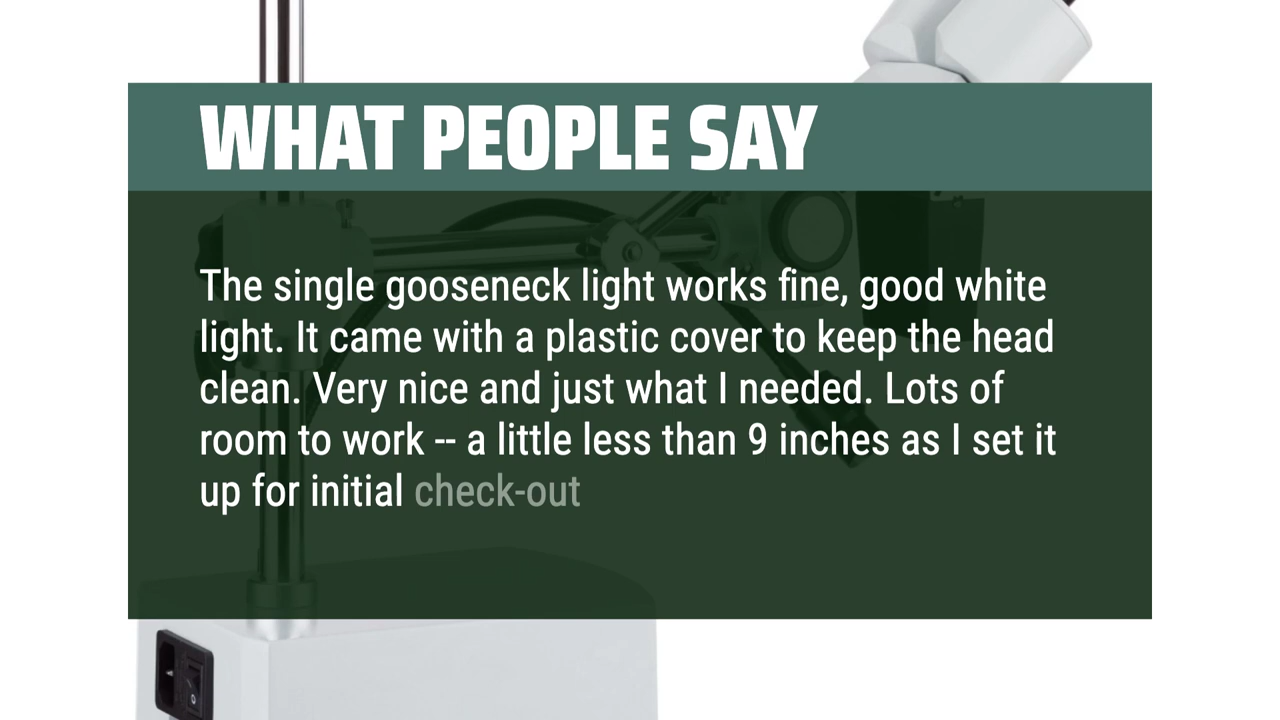 WHAT PEOPLE SAY
The single gooseneck light works fine, good white
light. It came with a plastic cover to keep the head
clean. Very nice and just what I needed. Lots of
room to work -- a little less than 9 inches as I set it
up for initial check-out